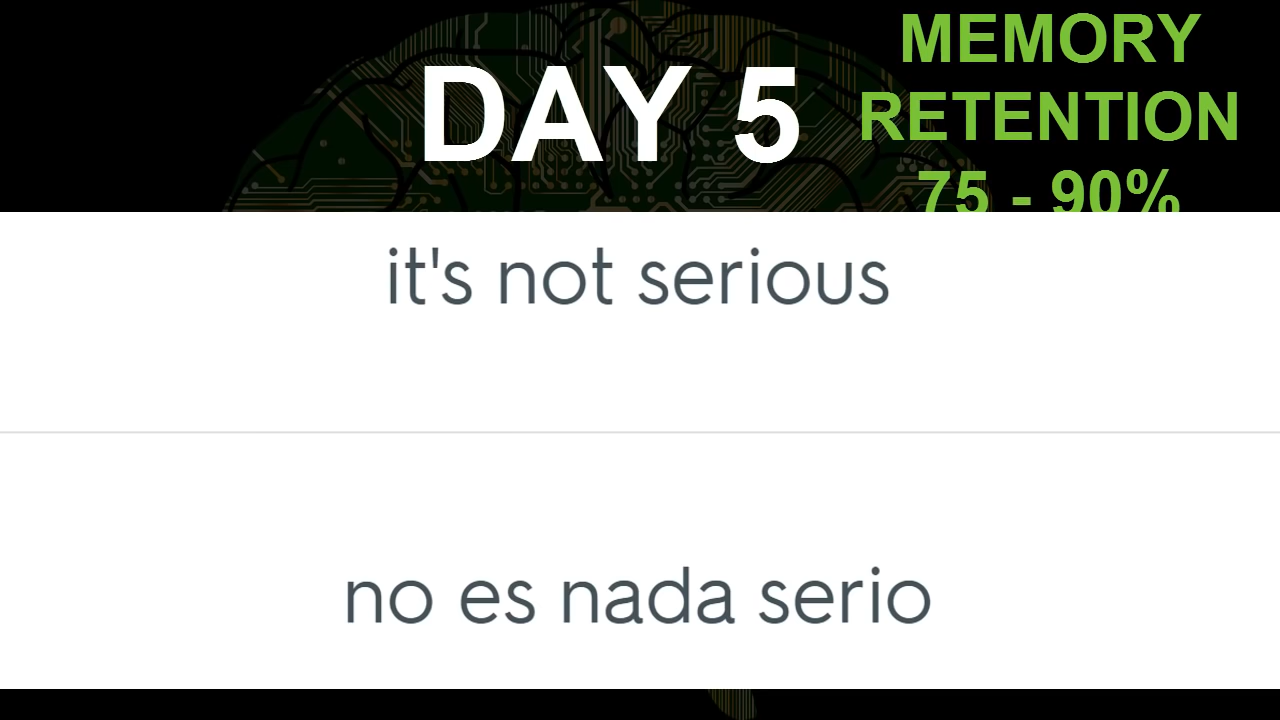 DAY 5
MEMORY
RETENTION
75 - 90%
it's not serious
no es nada serio